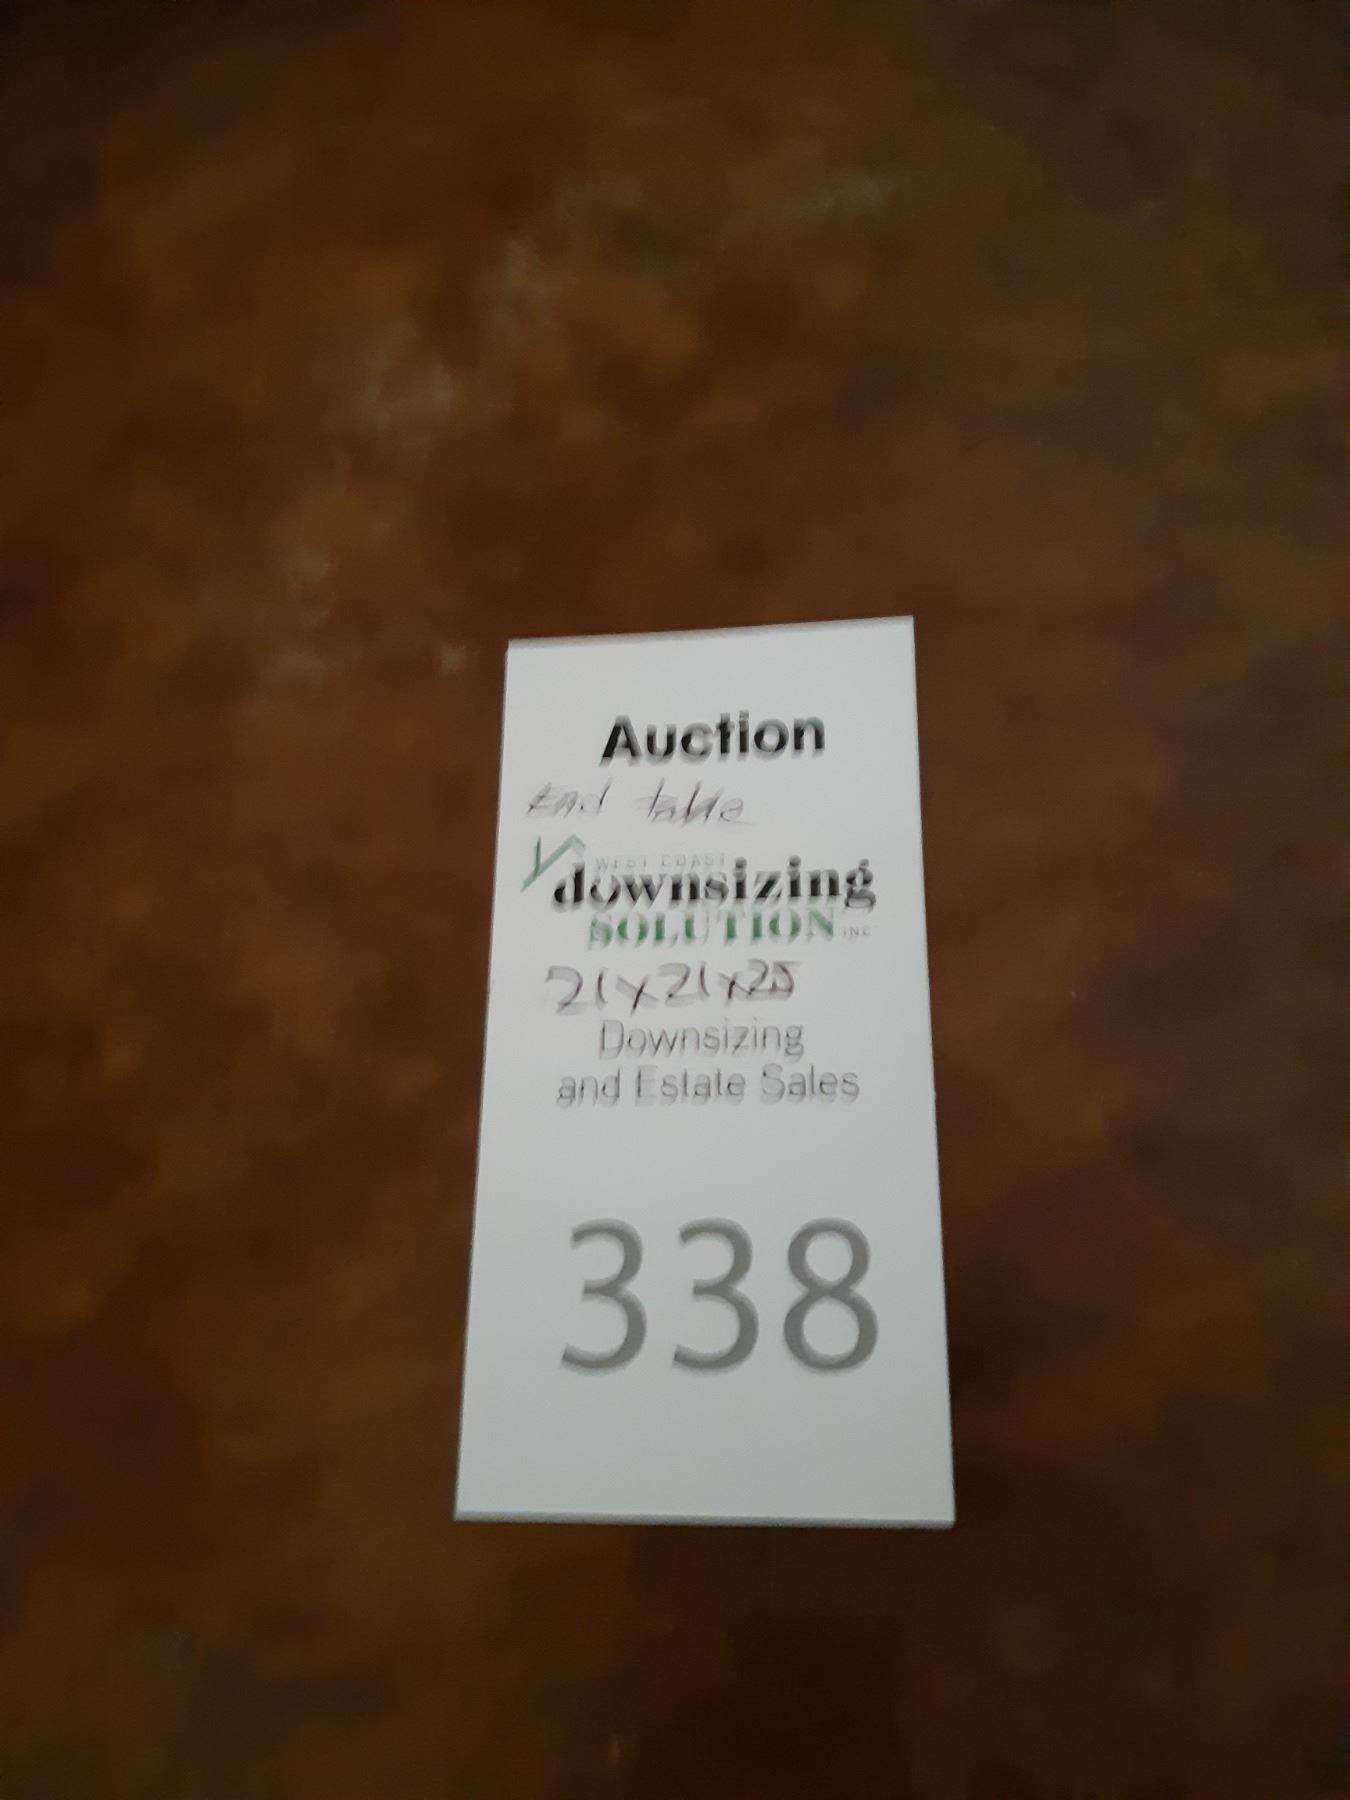 Auction
End table
WEST COAST
downsizing
SOLUTION INC
21x21x25
Downsizing
and Estate Sales
338